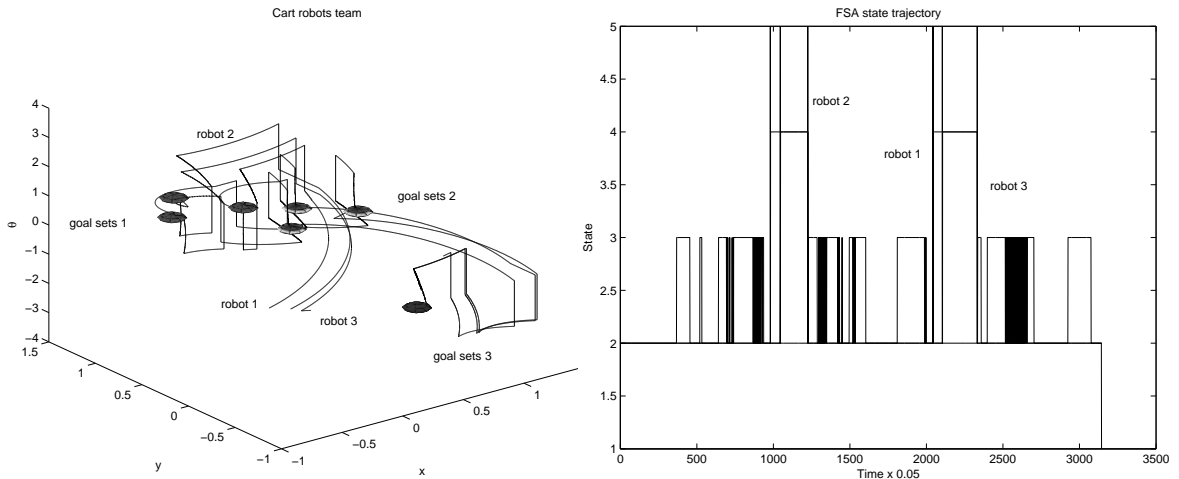 Cart robots team
4
3
2
1
0
−1
−2
−3
−4
θ
1.5
1
0.5
0
−0.5
−1
y
−1
−0.5
0
0.5
1
x
robot 2
goal sets 1
goal sets 2
robot 1
robot 3
goal sets 3
FSA state trajectory
5
4.5
4
3.5
3
2.5
2
1.5
1
State
robot 2
robot 1
robot 3
0
500
1000
1500
2000
2500
3000
3500
Time x 0.05